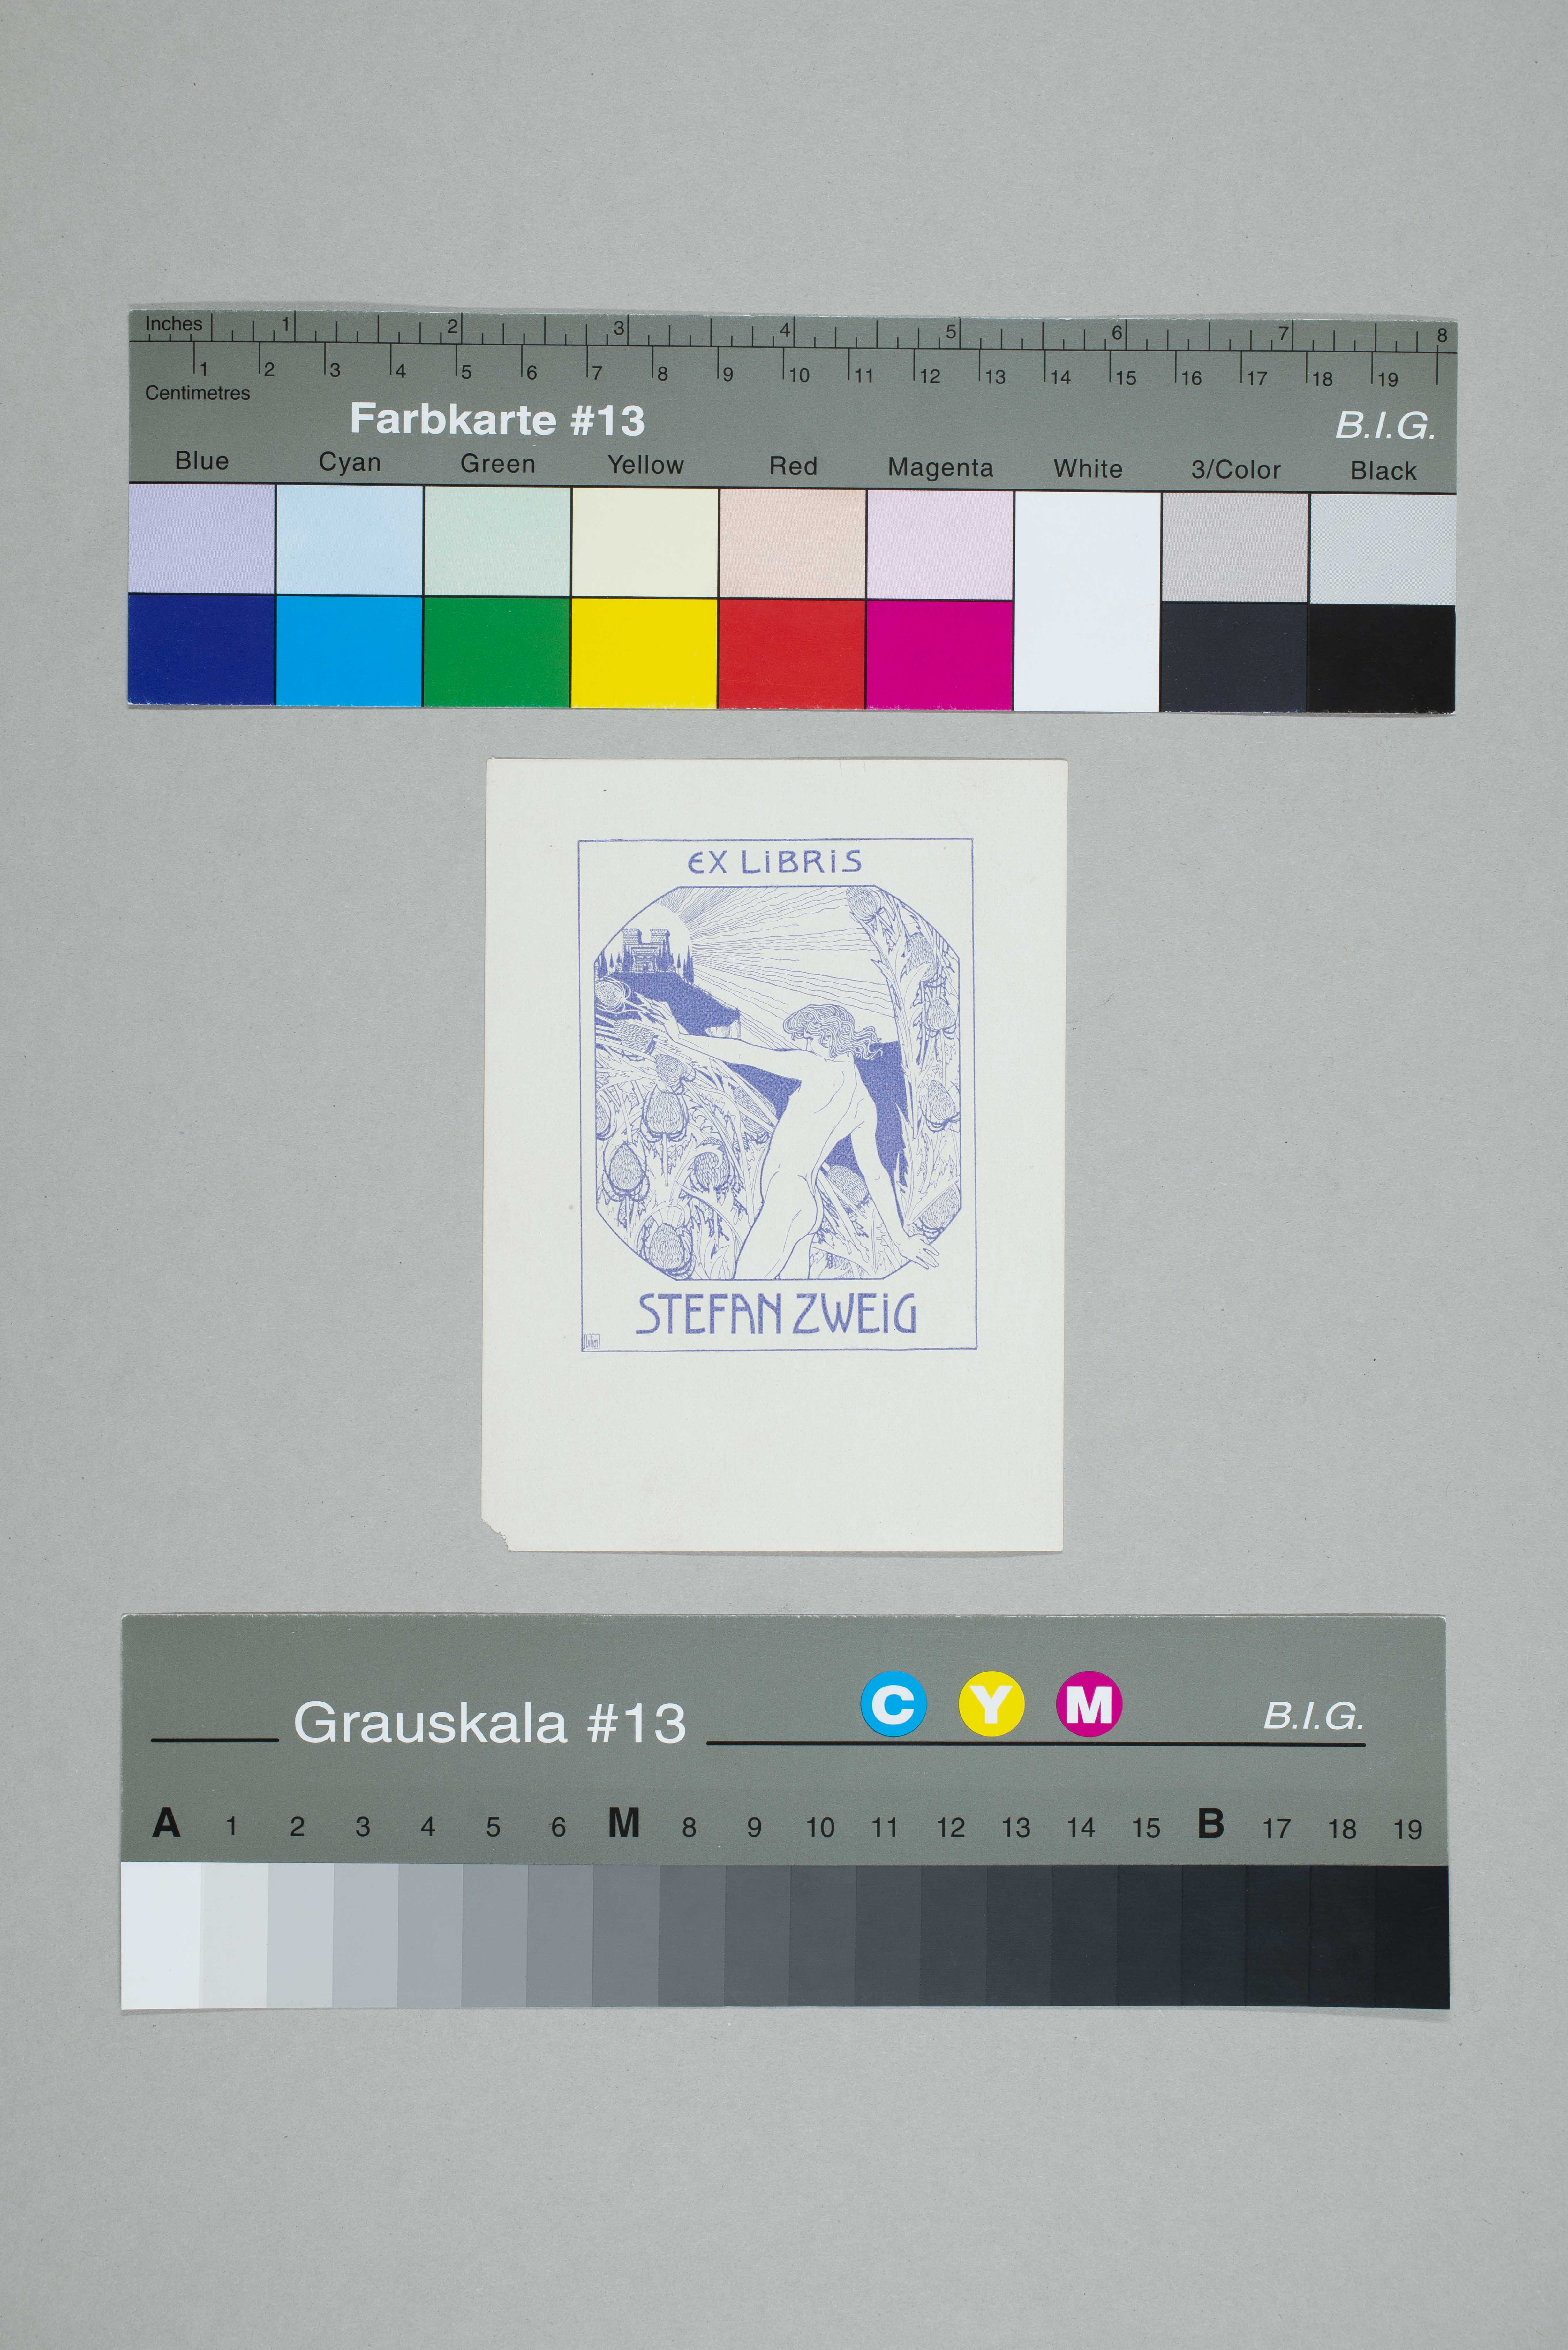 Inches 1 2 3 4 5 6 7 8
1 2 3 4 5 6 7 8 9 10 11 12 13 14 15 16 17 18 19
Centimetres
Farbkarte #13 B.I.G.
Blue Cyan Green Yellow Red Magenta White 3/Color Black
EX LiBRiS
STEFAN ZWEiG
Grauskala #13 C Y M B.I.G.
A 1 2 3 4 5 6 M 8 9 10 11 12 13 14 15 B 17 18 19